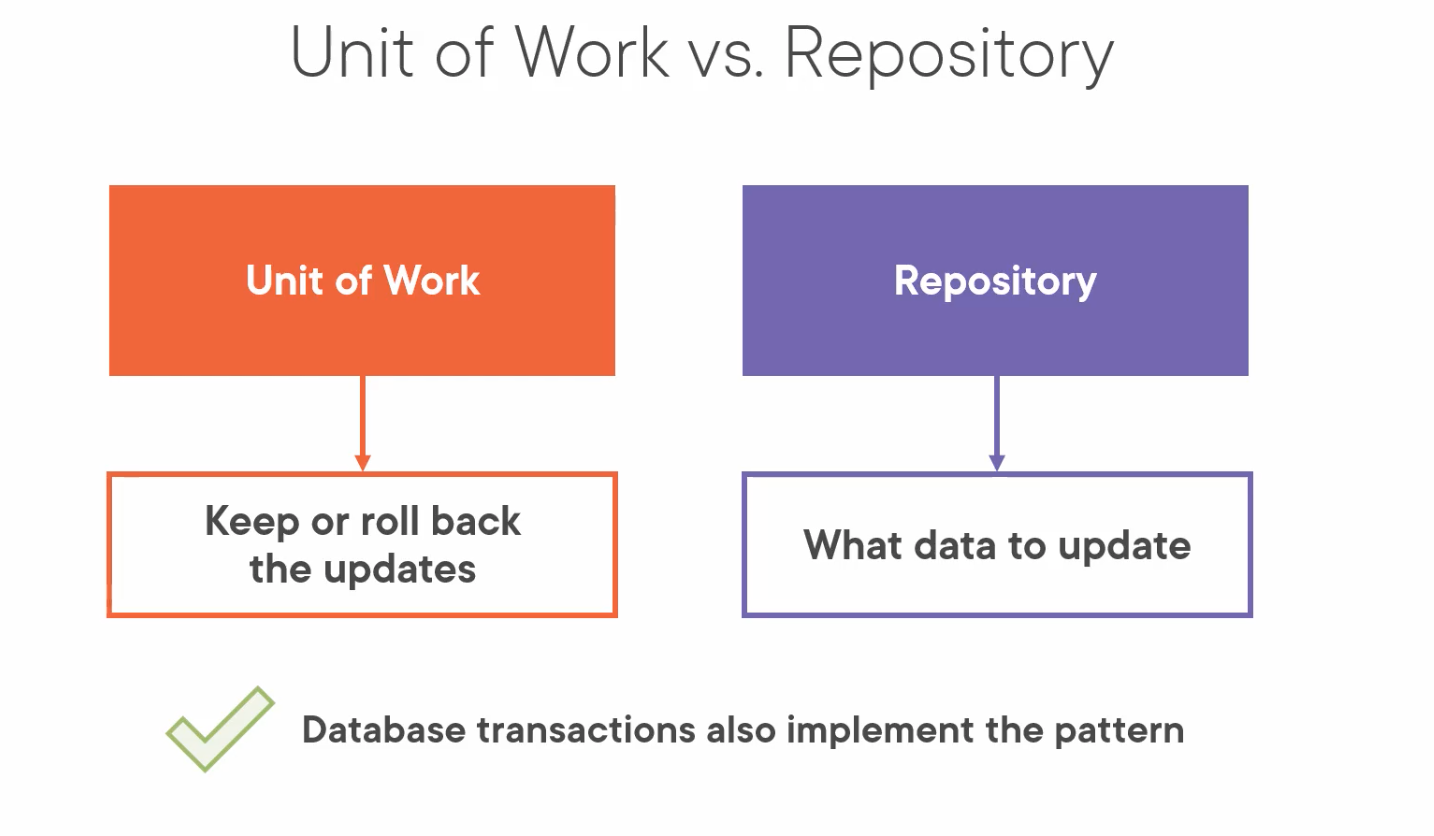 Unit of Work vs. Repository
Unit of Work
Repository
Keep or roll back
the updates
What data to update
Database transactions also implement the pattern